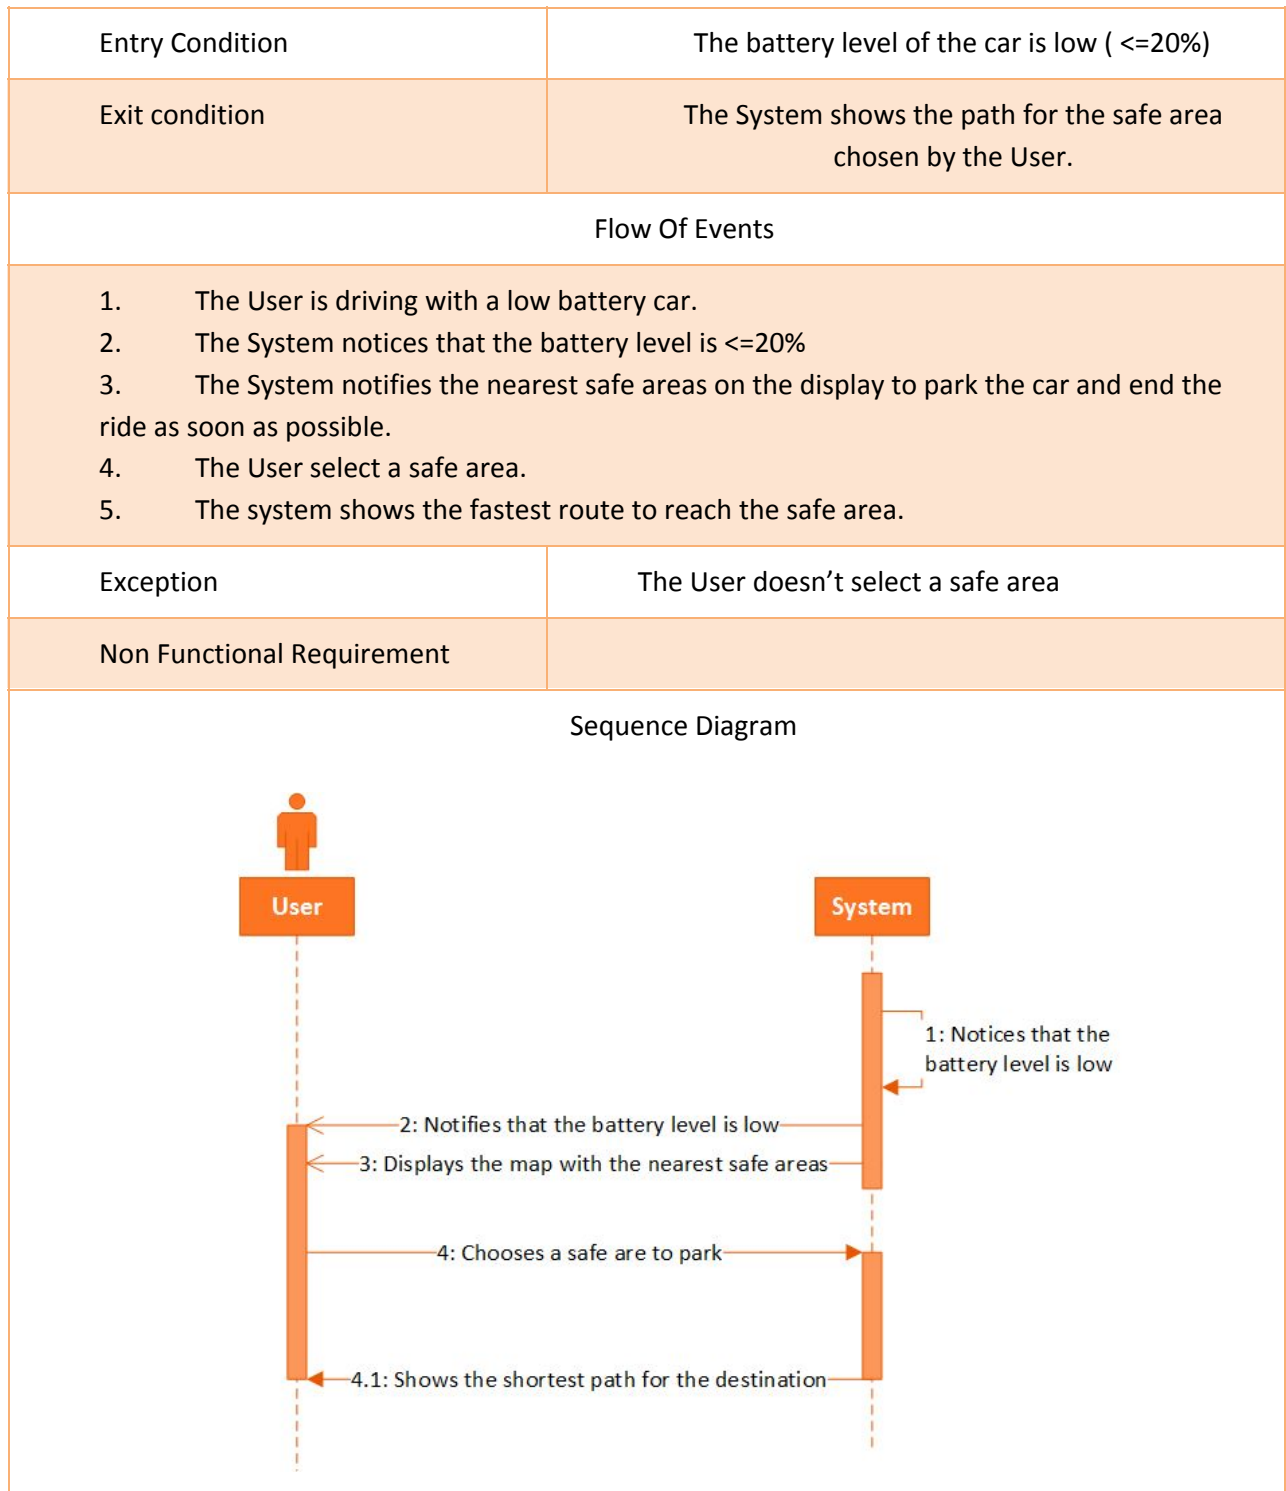 Entry Condition
The battery level of the car is low ( <=20%)
Exit condition
The System shows the path for the safe area
chosen by the User.
Flow Of Events
1. The User is driving with a low battery car.
2. The System notices that the battery level is <=20%
3. The System notifies the nearest safe areas on the display to park the car and end the
ride as soon as possible.
4. The User select a safe area.
5. The system shows the fastest route to reach the safe area.
Exception
The User doesn’t select a safe area
Non Functional Requirement
Sequence Diagram
User
System
1: Notices that the
battery level is low
2: Notifies that the battery level is low
3: Displays the map with the nearest safe areas
4: Chooses a safe are to park
4.1: Shows the shortest path for the destination